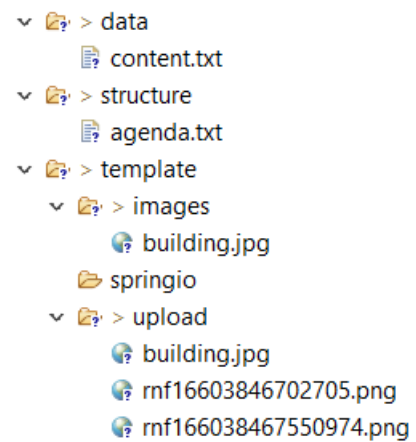 > data
content.txt
> structure
agenda.txt
> template
> images
building.jpg
springio
> upload
building.jpg
rnf16603846702705.png
rnf166038467550974.png